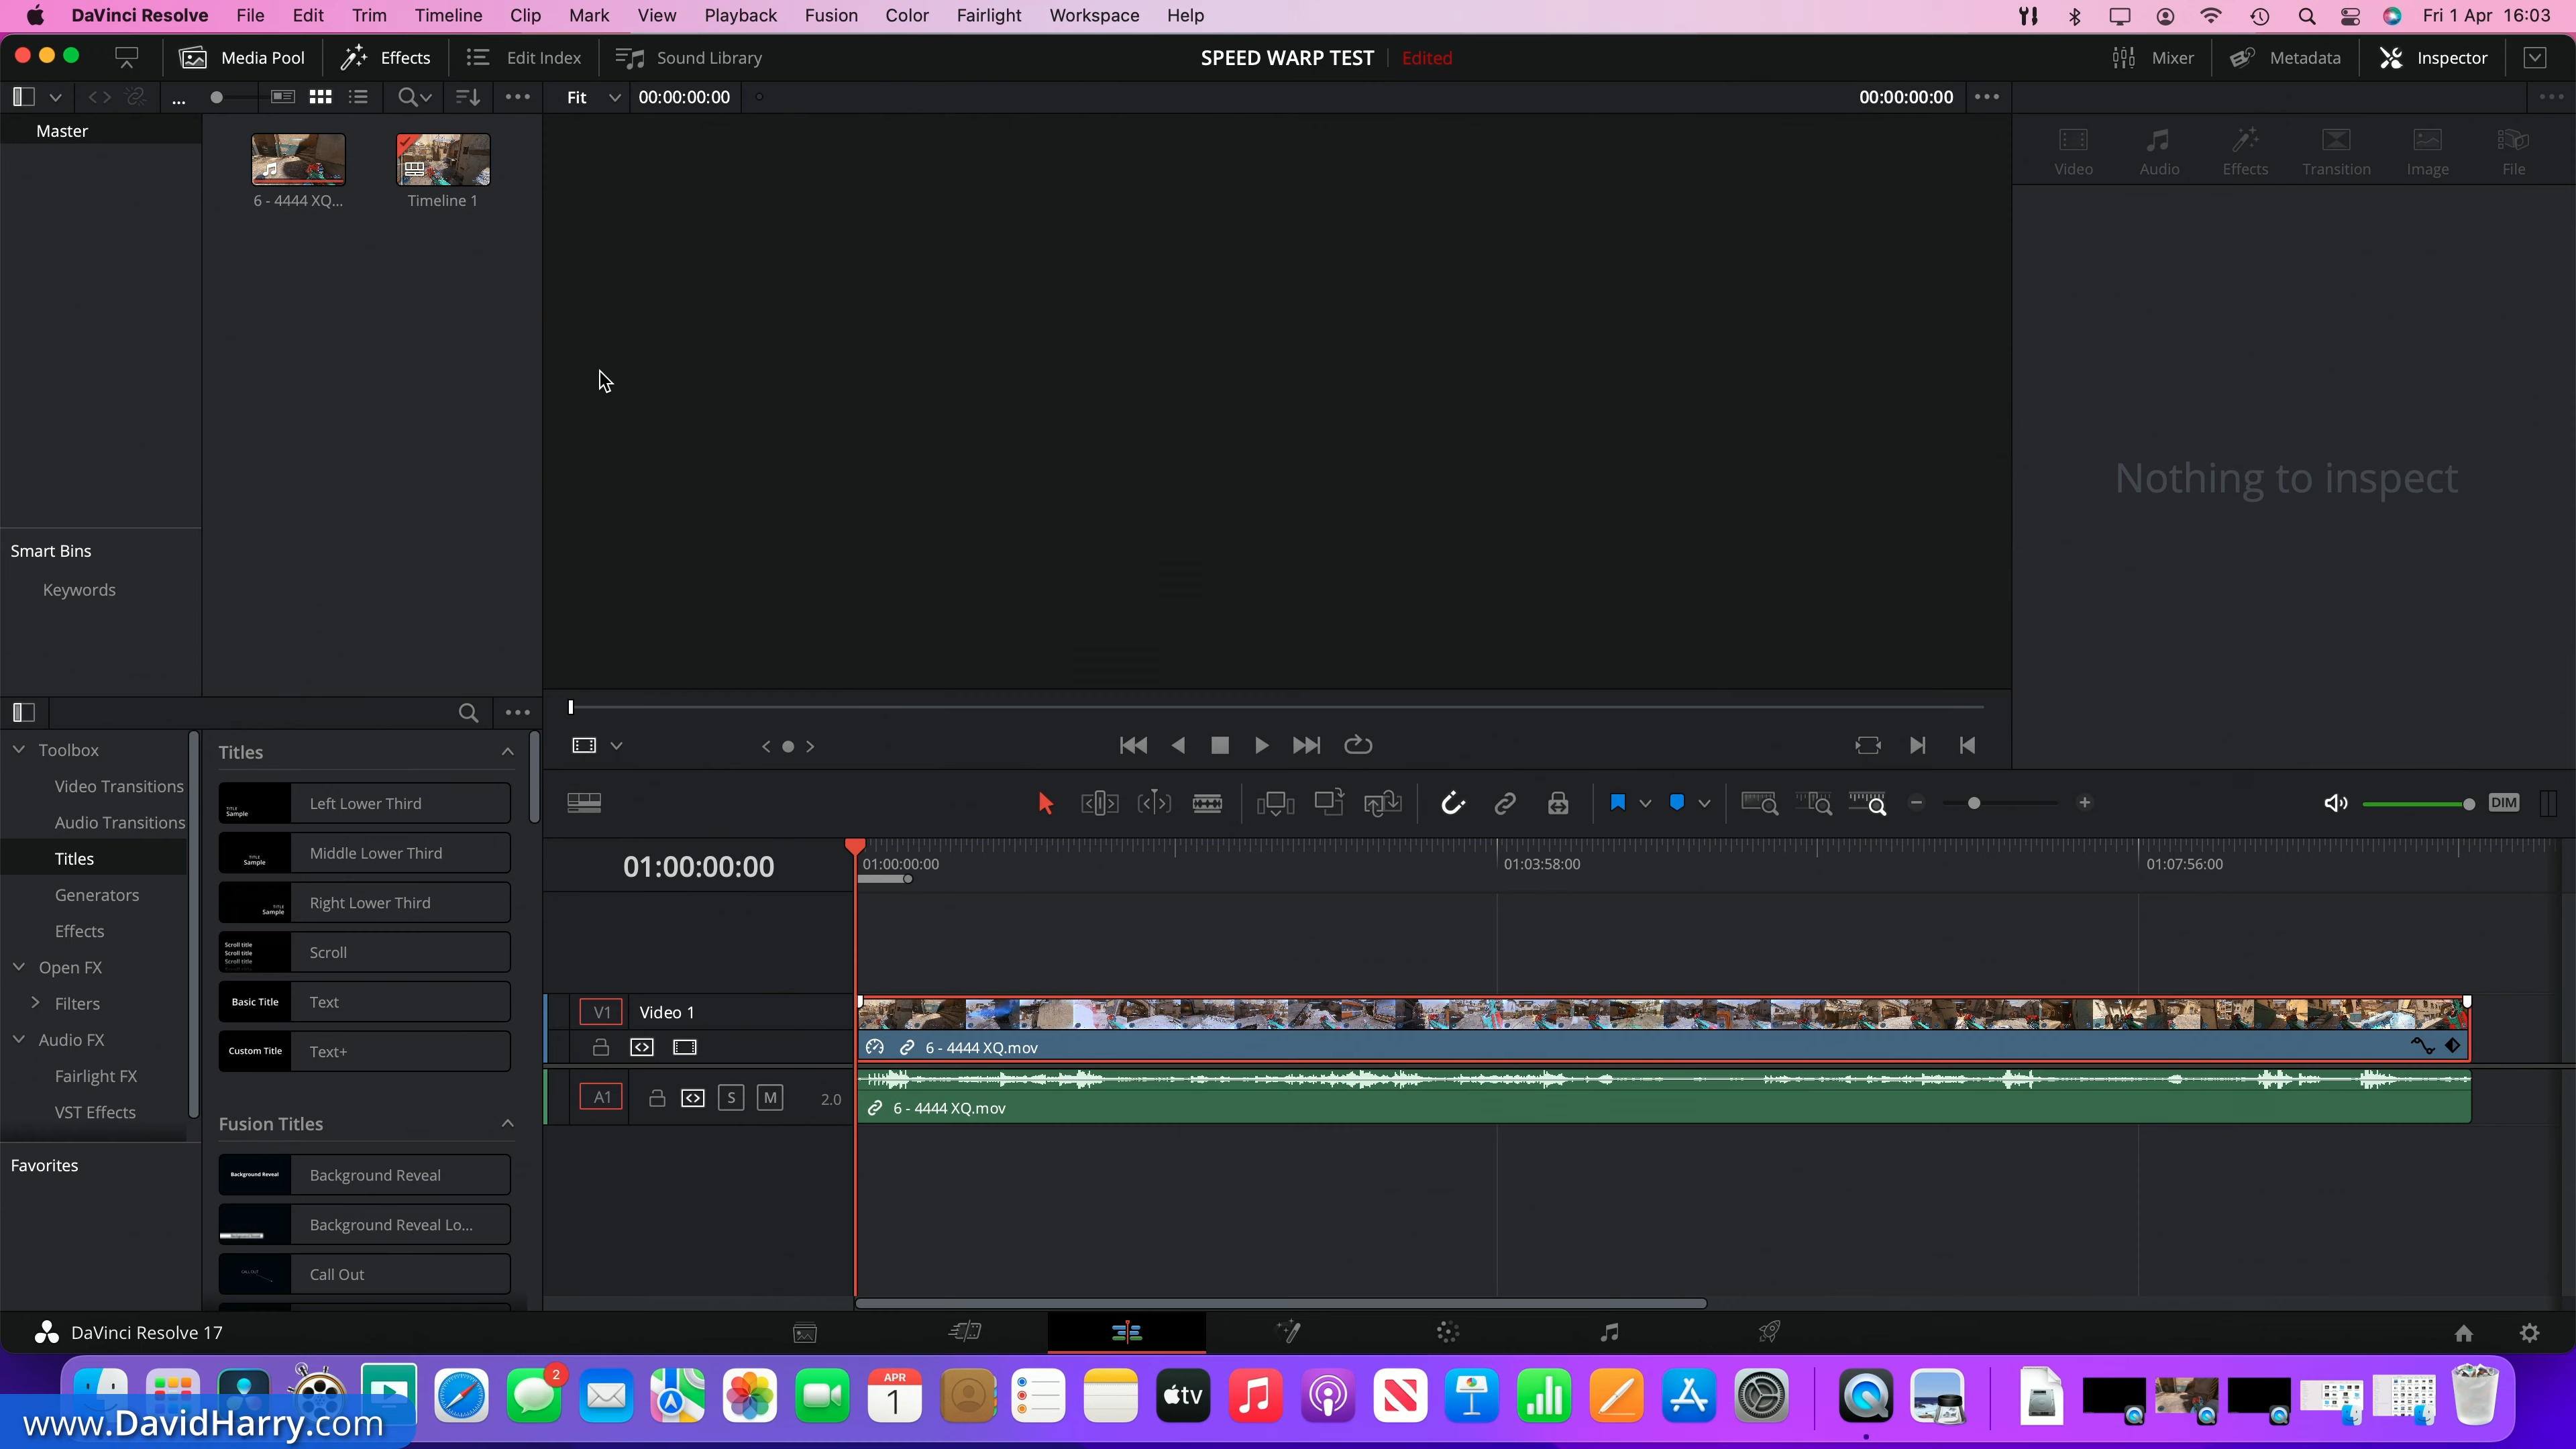 DaVinci Resolve File Edit Trim Timeline Clip Mark View Playback Fusion Color Fairlight Workspace Help Fri 1 Apr 16:03
Media Pool Effects Edit Index Sound Library SPEED WARP TEST Edited Mixer Metadata Inspector
Fit 00:00:00:00 00:00:00:00
Master
6 - 4444 XQ... Timeline 1
Video Audio Effects Transition Image File
Nothing to inspect
Smart Bins
Keywords
Toolbox
Video Transitions
Audio Transitions
Titles
Generators
Effects
Open FX
Filters
Audio FX
Fairlight FX
VST Effects
Favorites
Titles
Left Lower Third
Middle Lower Third
Right Lower Third
Scroll
Basic Title Text
Custom Title Text+
Fusion Titles
Background Reveal Background Reveal
Background Reveal Lo...
CALL OUT Call Out
DIM
01:00:00:00 01:00:00:00 01:03:58:00 01:07:56:00
V1 Video 1
6 - 4444 XQ.mov
A1 S M 2.0
6 - 4444 XQ.mov
DaVinci Resolve 17
2
APR
1
tv
www.DavidHarry.com